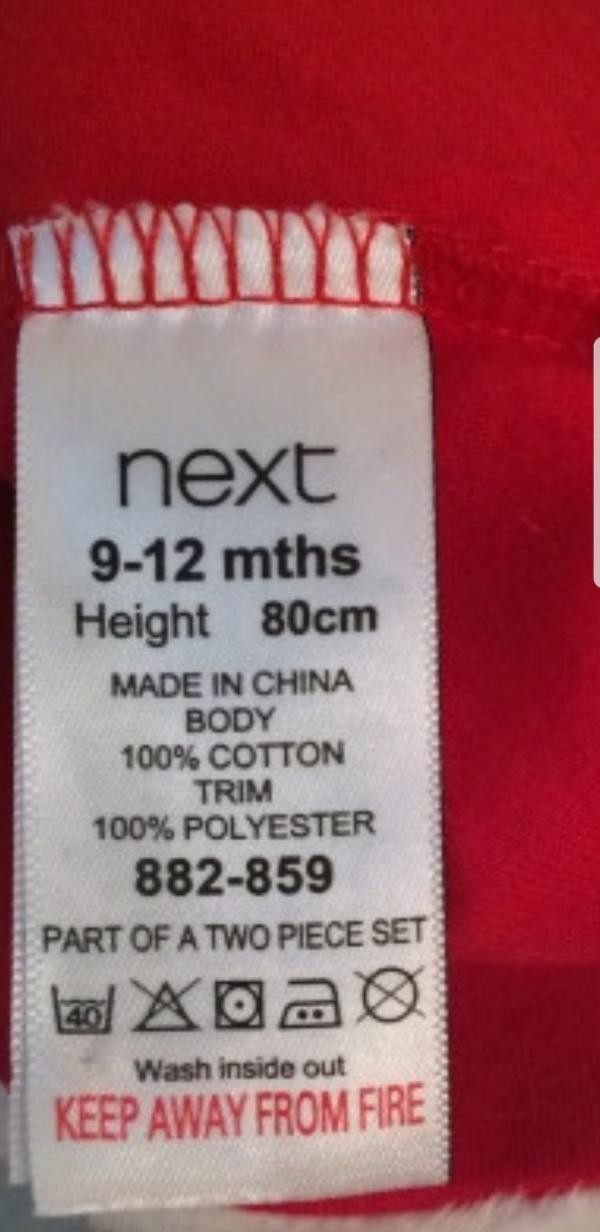 next
9-12 mths
Height 80cm
MADE IN CHINA
BODY
100% COTTON
TRIM
100% POLYESTER
882-859
PART OF A TWO PIECE SET
40
Wash inside out
KEEP AWAY FROM FIRE